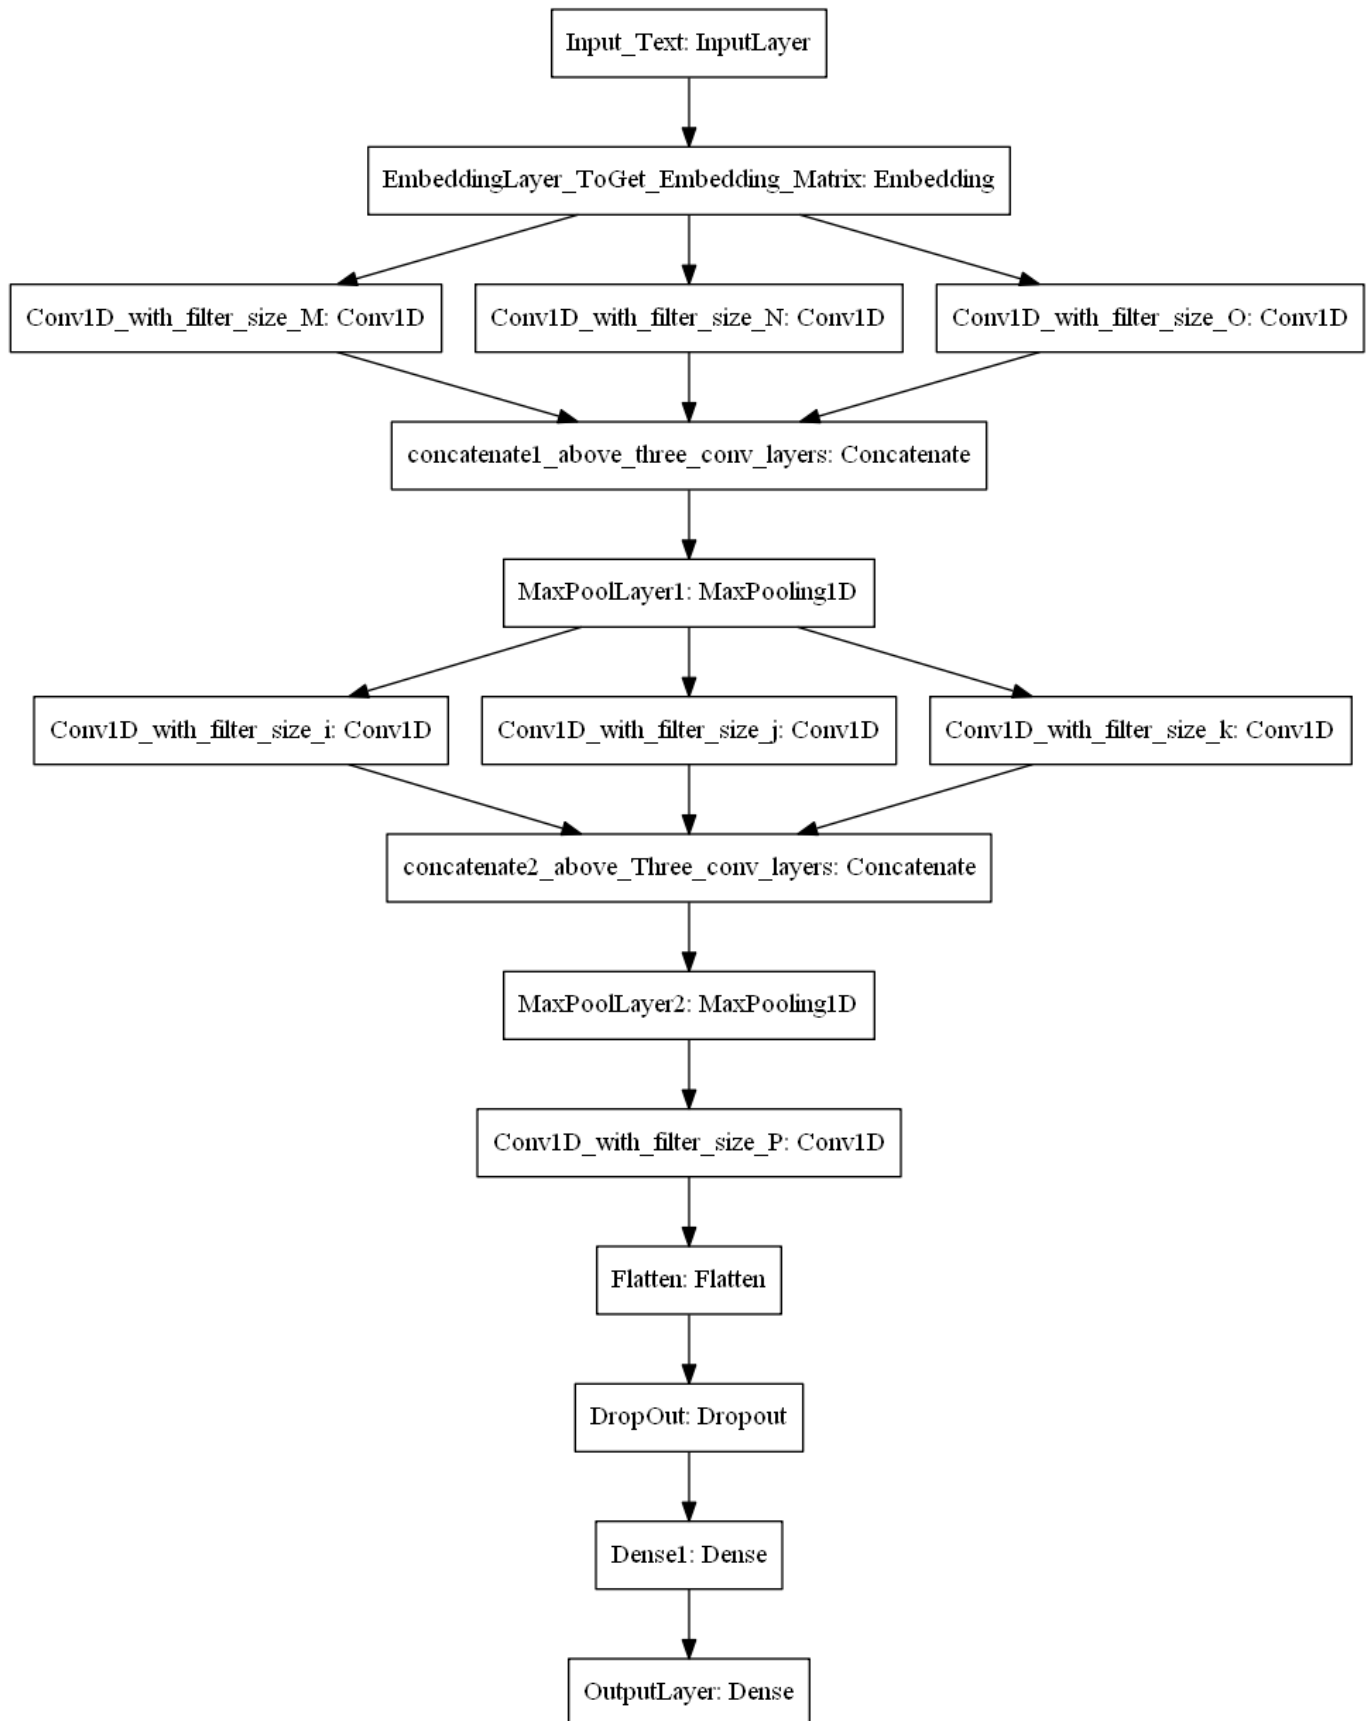 Input_Text: InputLayer
EmbeddingLayer_ToGet_Embedding_Matrix: Embedding
Conv1D_with_filter_size_M: Conv1D
Conv1D_with_filter_size_N: Conv1D
Conv1D_with_filter_size_O: Conv1D
concatenate1_above_three_conv_layers: Concatenate
MaxPoolLayer1: MaxPooling1D
Conv1D_with_filter_size_i: Conv1D
Conv1D_with_filter_size_j: Conv1D
Conv1D_with_filter_size_k: Conv1D
concatenate2_above_Three_conv_layers: Concatenate
MaxPoolLayer2: MaxPooling1D
Conv1D_with_filter_size_P: Conv1D
Flatten: Flatten
DropOut: Dropout
Dense1: Dense
OutputLayer: Dense